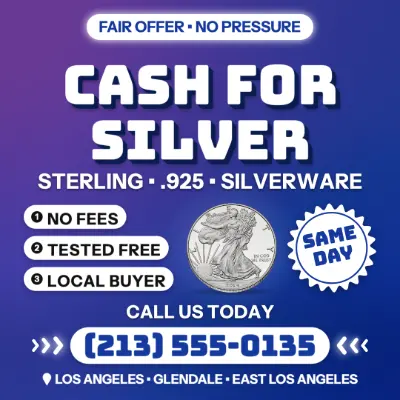 FAIR OFFER • NO PRESSURE
CASH FOR
SILVER
STERLING • .925 • SILVERWARE
1 NO FEES
2 TESTED FREE
3 LOCAL BUYER
SAME
DAY
CALL US TODAY
(213) 555-0135
LOS ANGELES • GLENDALE • EAST LOS ANGELES